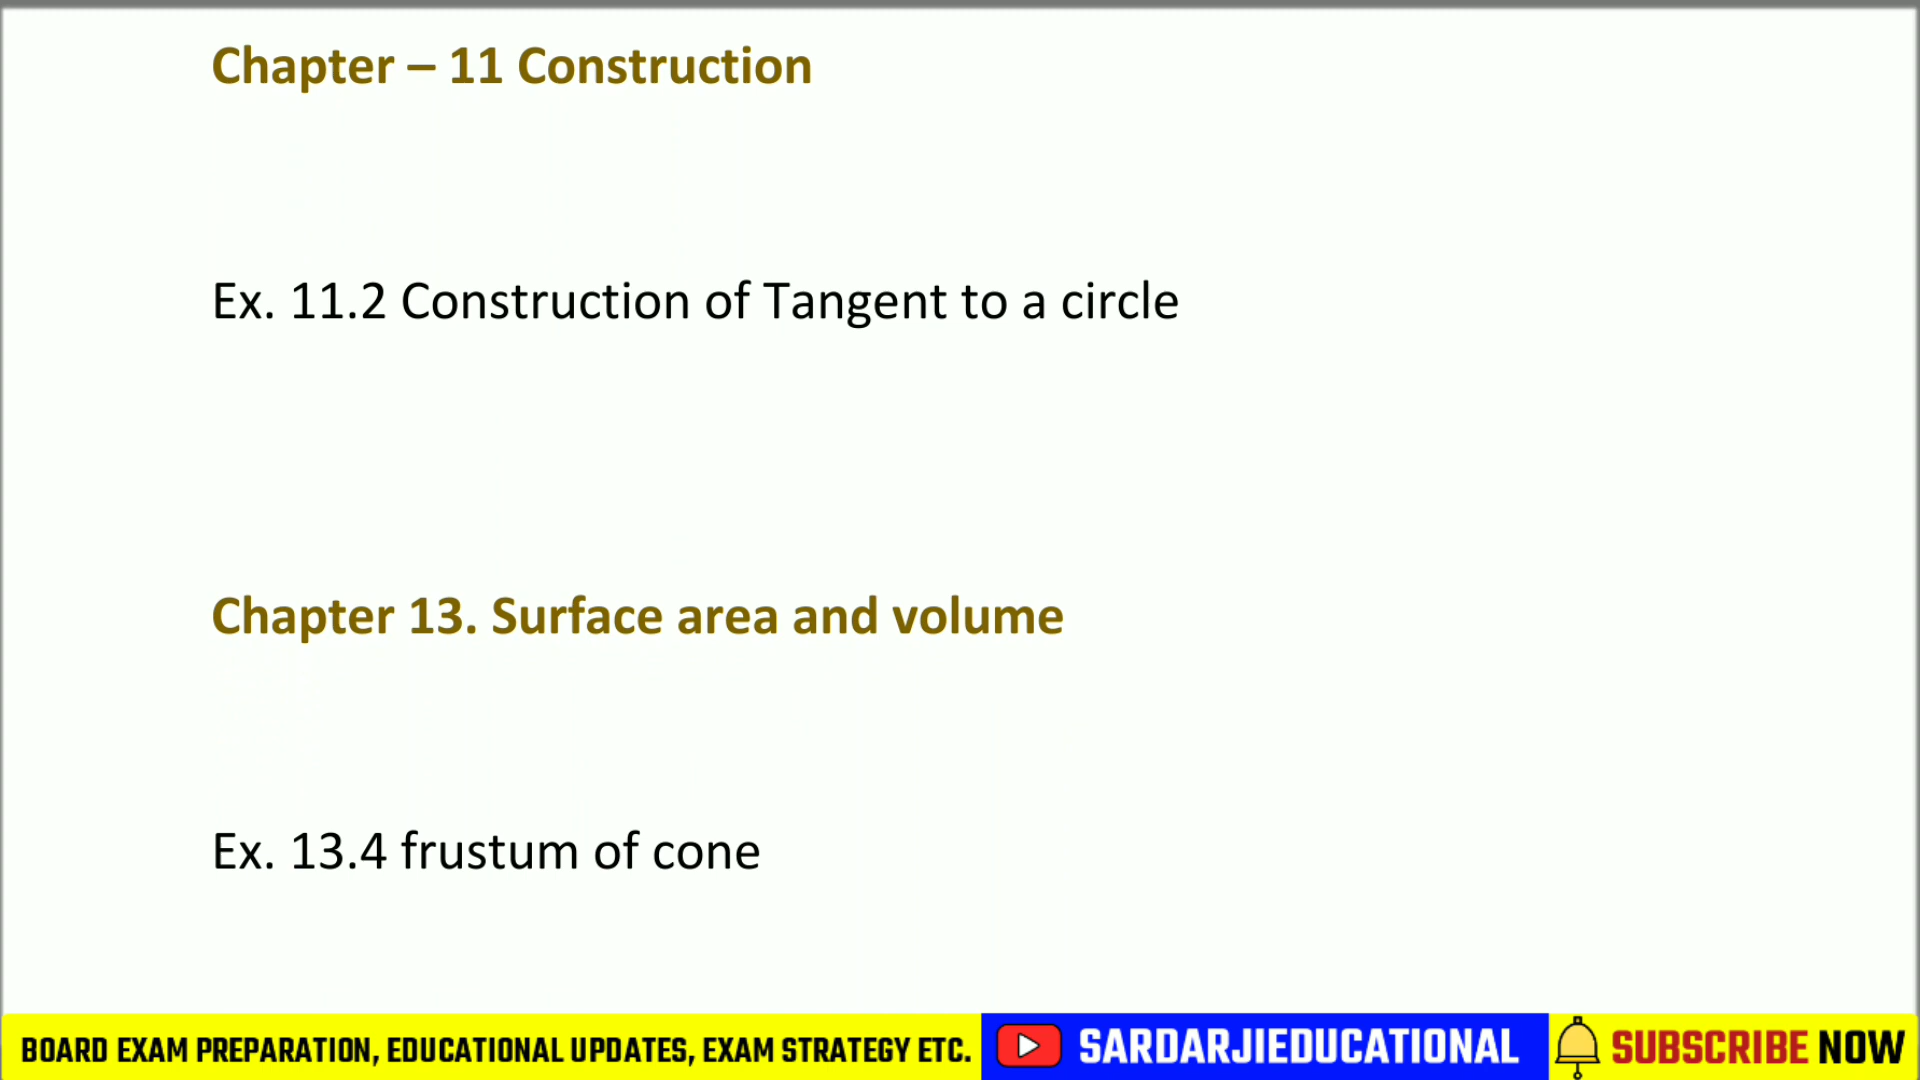 Chapter – 11 Construction
Ex. 11.2 Construction of Tangent to a circle
Chapter 13. Surface area and volume
Ex. 13.4 frustum of cone
BOARD EXAM PREPARATION, EDUCATIONAL UPDATES, EXAM STRATEGY ETC. SARDARJIEDUCATIONAL SUBSCRIBE NOW